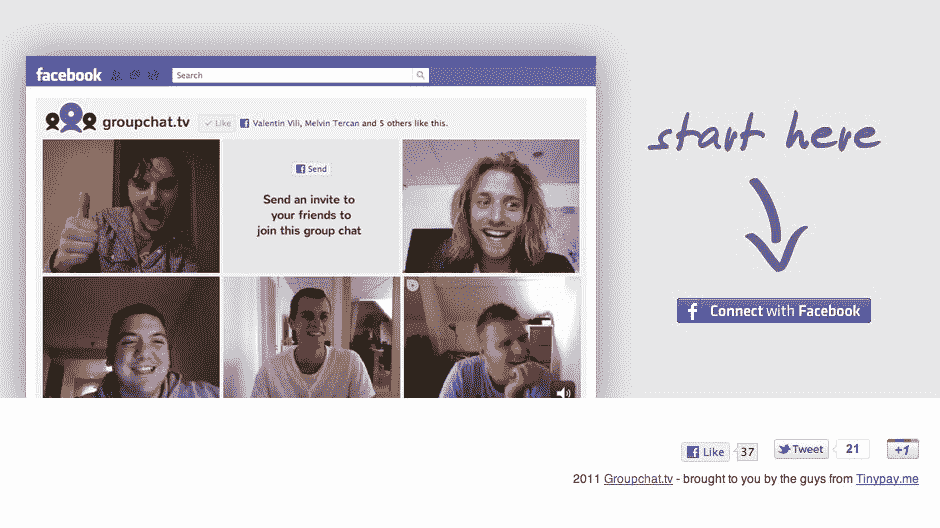 facebook
Search
groupchat.tv
Like
Valentin Vili, Melvin Tercan and 5 others like this.
Send
Send an invite to
your friends to
join this group chat
start here
Connect with Facebook
Like 37
Tweet 21
+1
2011 Groupchat.tv - brought to you by the guys from Tinypay.me